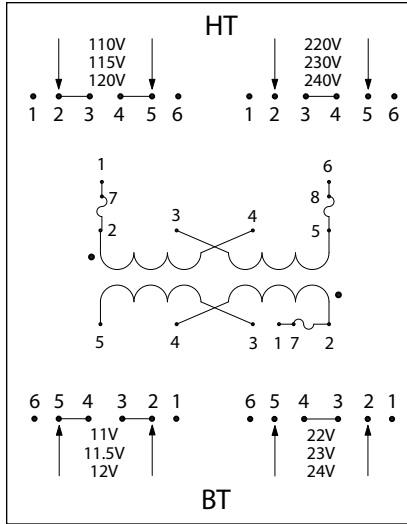 HT
110V 220V
115V 230V
120V 240V
1 2 3 4 5 6 1 2 3 4 5 6
1 6
7 8
2 3 4 5
5 4 3 1 7 2
6 5 4 3 2 1 6 5 4 3 2 1
11V 22V
11.5V 23V
12V 24V
BT